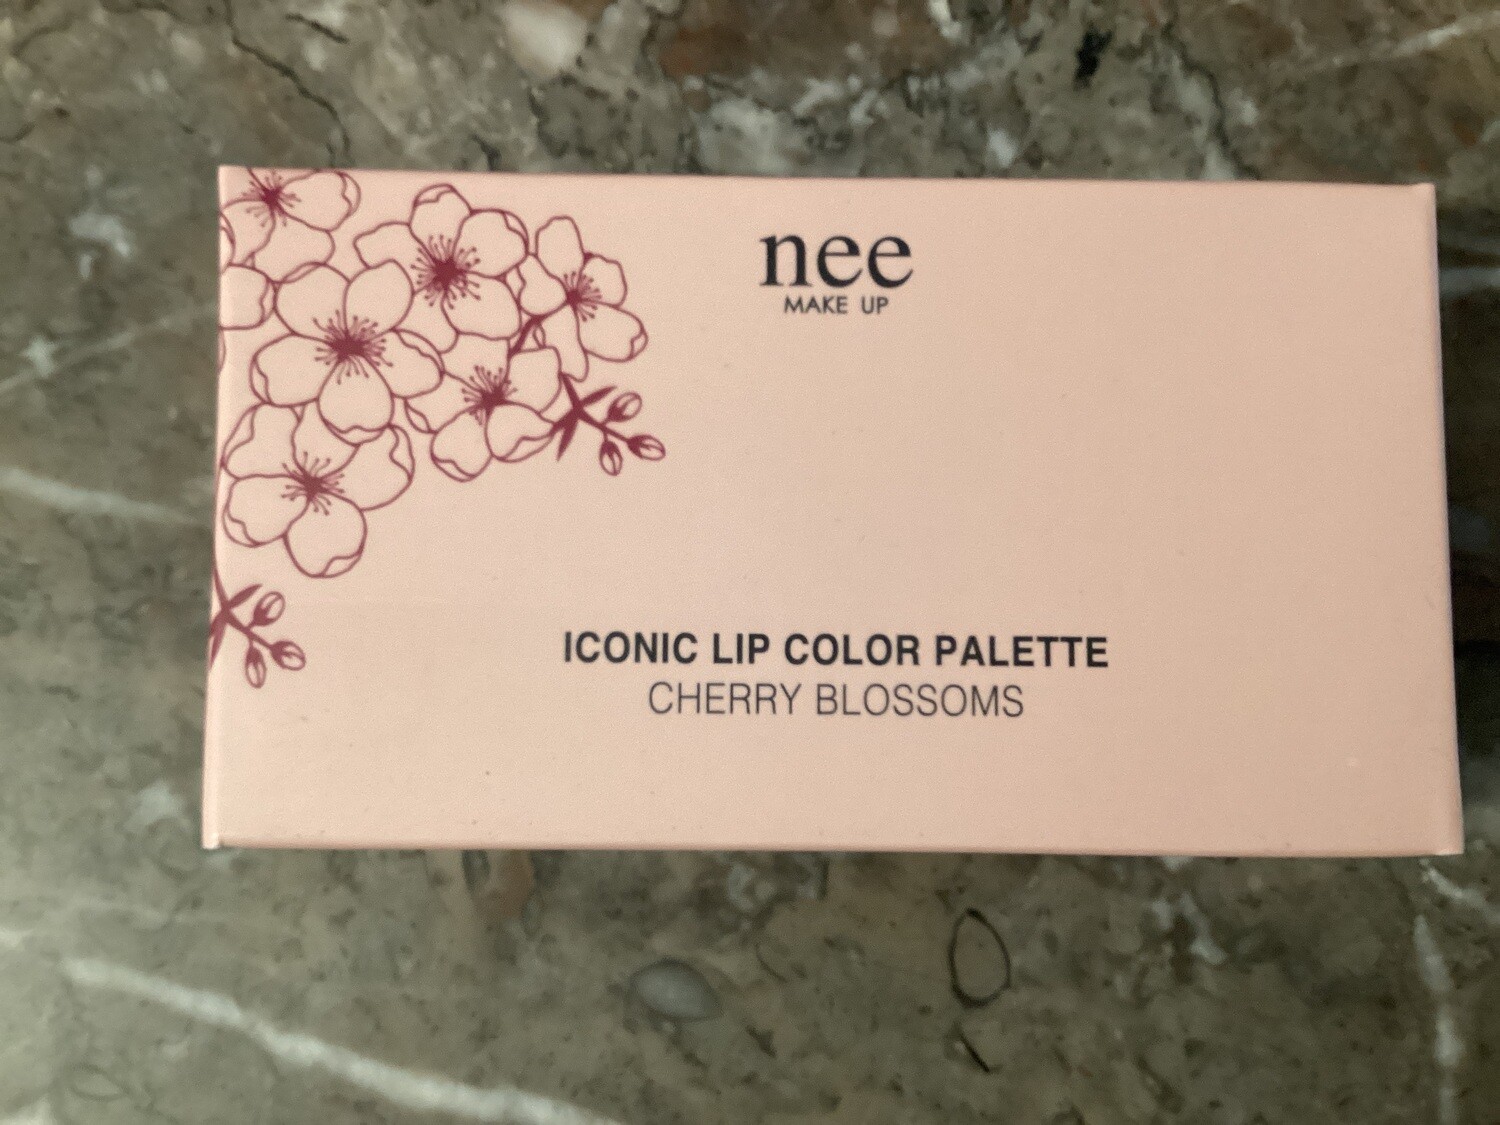 nee
MAKE UP
ICONIC LIP COLOR PALETTE
CHERRY BLOSSOMS